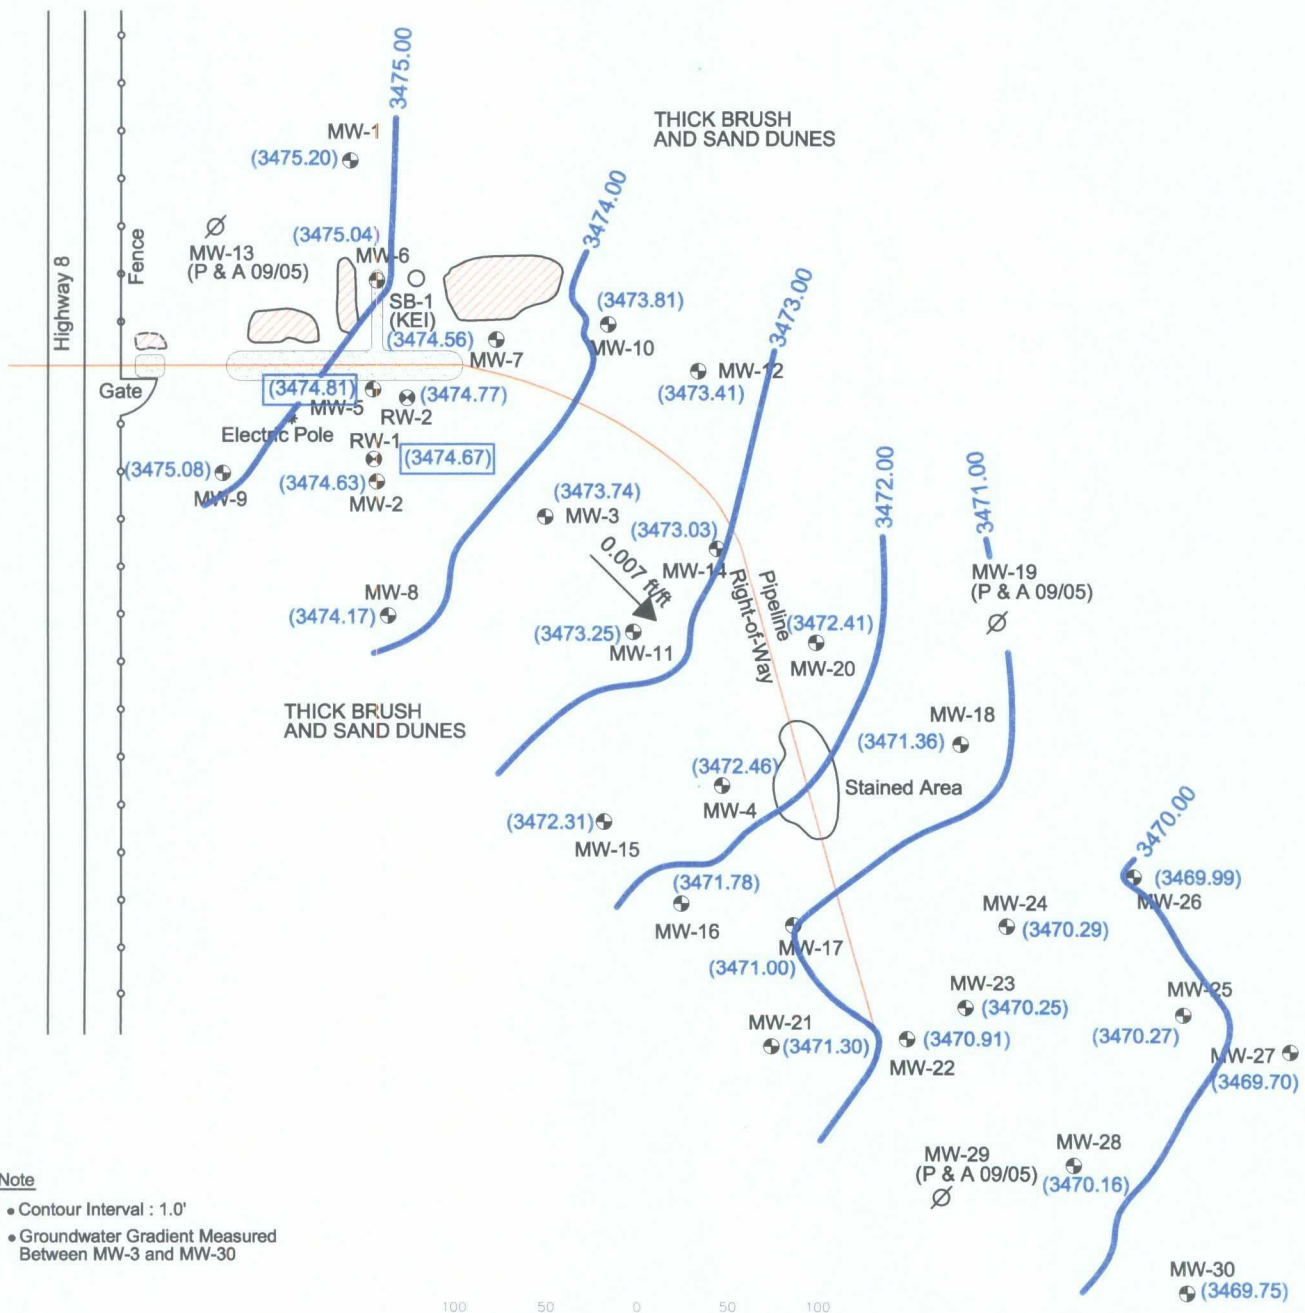 3475.00
THICK BRUSH
AND SAND DUNES
MW-1
(3475.20)
3474.00
MW-13
(P & A 09/05)
(3475.04)
MW-6
Fence
Highway 8
SB-1
(KEI)
(3474.56)
MW-7
(3473.81)
MW-10
3473.00
MW-12
(3473.41)
Gate
(3474.81)
MW-5
RW-2
(3474.77)
Electric Pole
RW-1
(3474.67)
(3475.08)
MW-9
(3474.63)
MW-2
(3473.74)
MW-3
(3473.03)
MW-14
3472.00
3471.00
0.007 ft/ft
Pipeline
Right-of-Way
MW-19
(P & A 09/05)
MW-8
(3474.17)
(3473.25)
MW-11
(3472.41)
MW-20
THICK BRUSH
AND SAND DUNES
MW-18
(3471.36)
(3472.46)
MW-4
Stained Area
(3472.31)
MW-15
3470.00
(3471.78)
MW-16
(3469.99)
MW-26
MW-24
(3470.29)
MW-17
(3471.00)
MW-23
(3470.25)
MW-25
(3470.27)
MW-21
(3471.30)
(3470.91)
MW-22
MW-27
(3469.70)
MW-28
(3470.16)
MW-29
(P & A 09/05)
Note
• Contour Interval : 1.0'
• Groundwater Gradient Measured
Between MW-3 and MW-30
MW-30
(3469.75)
100 50 0 50 100